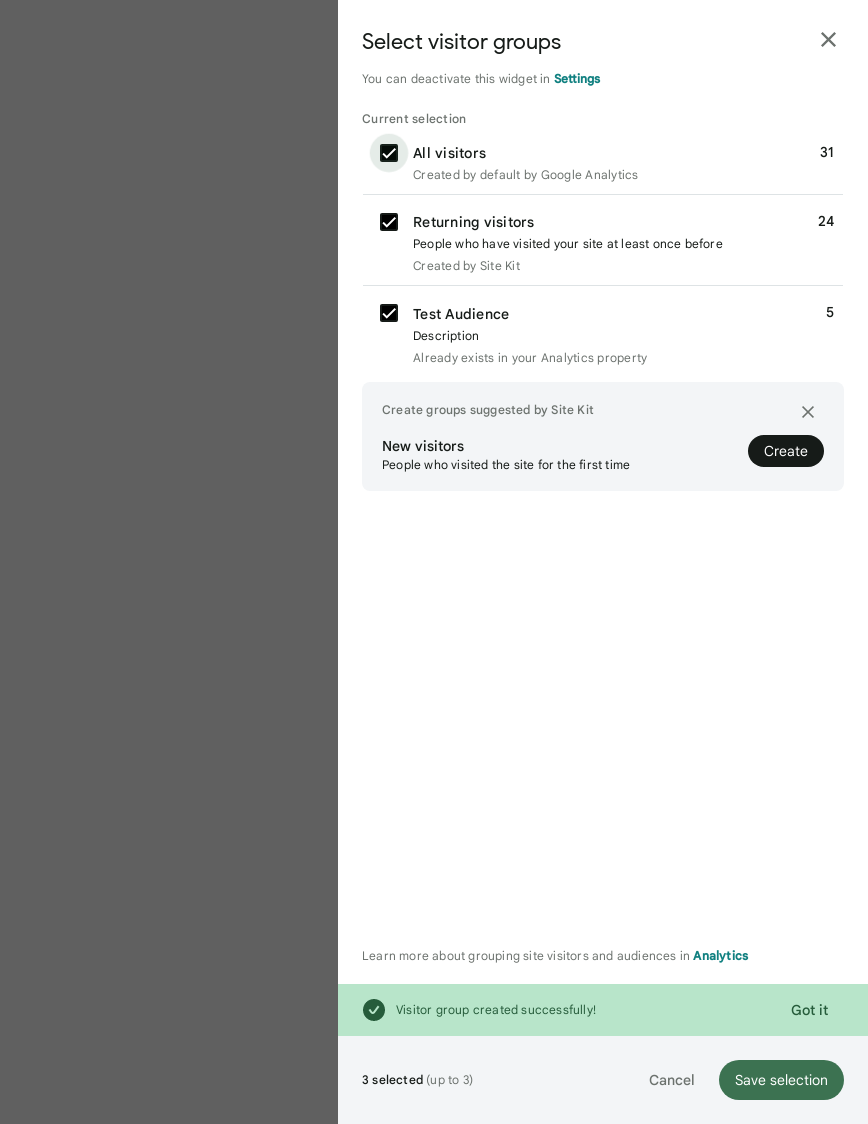 Select visitor groups
You can deactivate this widget in Settings
Current selection
All visitors 31
Created by default by Google Analytics
Returning visitors 24
People who have visited your site at least once before
Created by Site Kit
Test Audience 5
Description
Already exists in your Analytics property
Create groups suggested by Site Kit
New visitors
People who visited the site for the first time
Create
Learn more about grouping site visitors and audiences in Analytics
Visitor group created successfully! Got it
3 selected (up to 3) Cancel Save selection